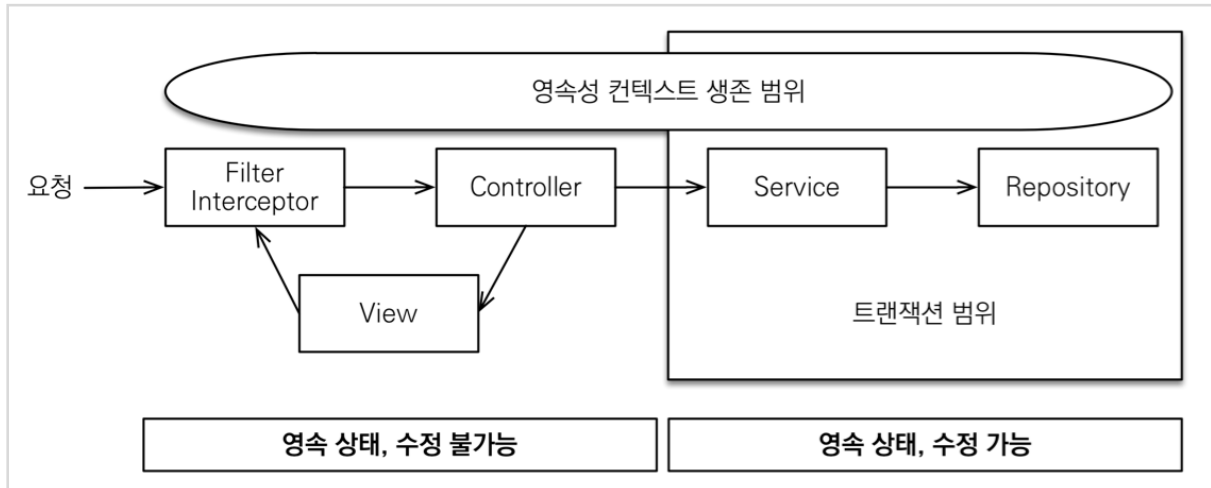 영속성 컨텍스트 생존 범위
요청
Filter
Interceptor
Controller
Service
Repository
View
트랜잭션 범위
영속 상태, 수정 불가능
영속 상태, 수정 가능